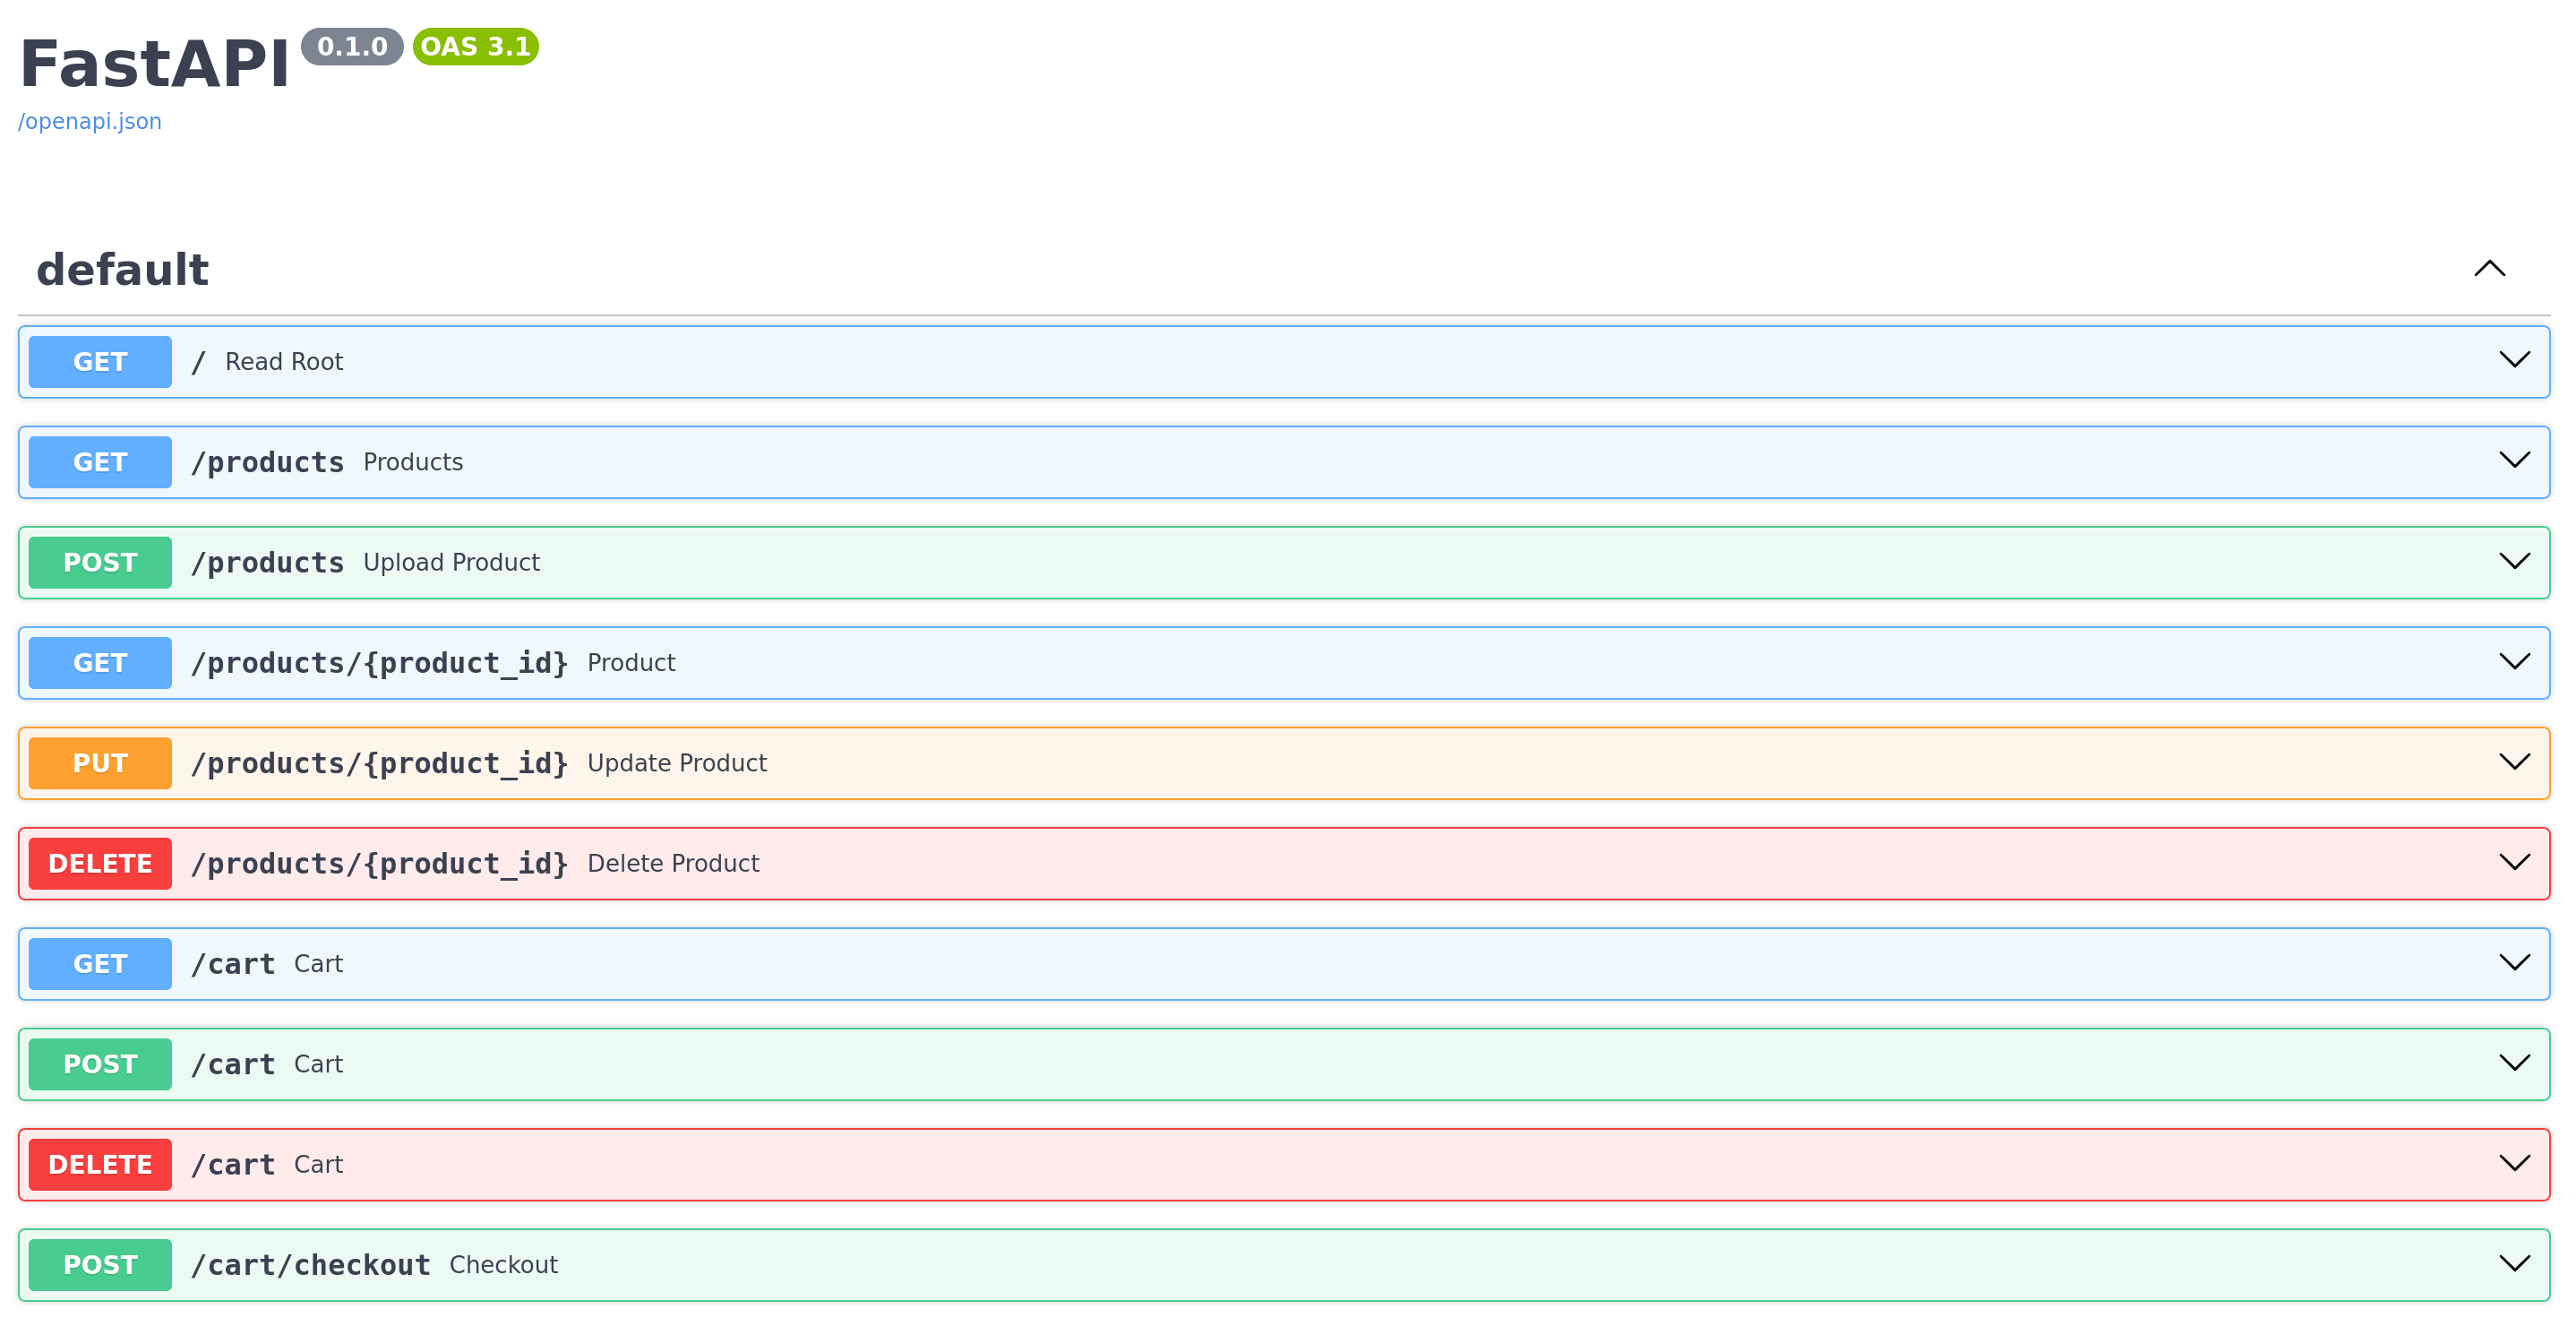 FastAPI 0.1.0 OAS 3.1
/openapi.json
default
GET / Read Root
GET /products Products
POST /products Upload Product
GET /products/{product_id} Product
PUT /products/{product_id} Update Product
DELETE /products/{product_id} Delete Product
GET /cart Cart
POST /cart Cart
DELETE /cart Cart
POST /cart/checkout Checkout